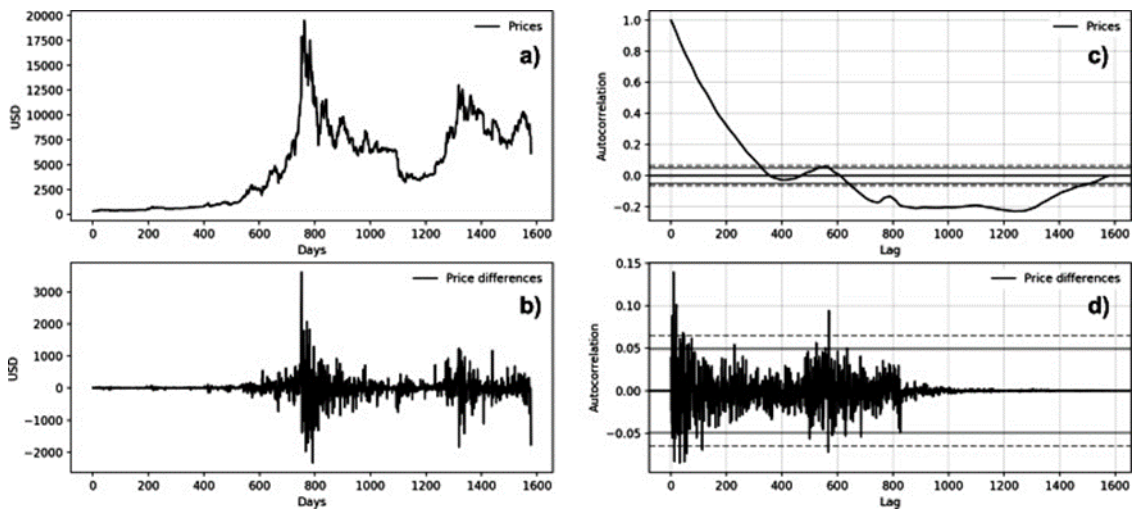 20000
17500
15000
12500
10000
7500
5000
2500
0
USD
Prices
a)
0 200 400 600 800 1000 1200 1400 1600
Days
1.0
0.8
0.6
0.4
0.2
0.0
−0.2
Autocorrelation
Prices
c)
0 200 400 600 800 1000 1200 1400 1600
Lag
3000
2000
1000
0
−1000
−2000
USD
Price differences
b)
0 200 400 600 800 1000 1200 1400 1600
Days
0.15
0.10
0.05
0.00
−0.05
Autocorrelation
Price differences
d)
0 200 400 600 800 1000 1200 1400 1600
Lag